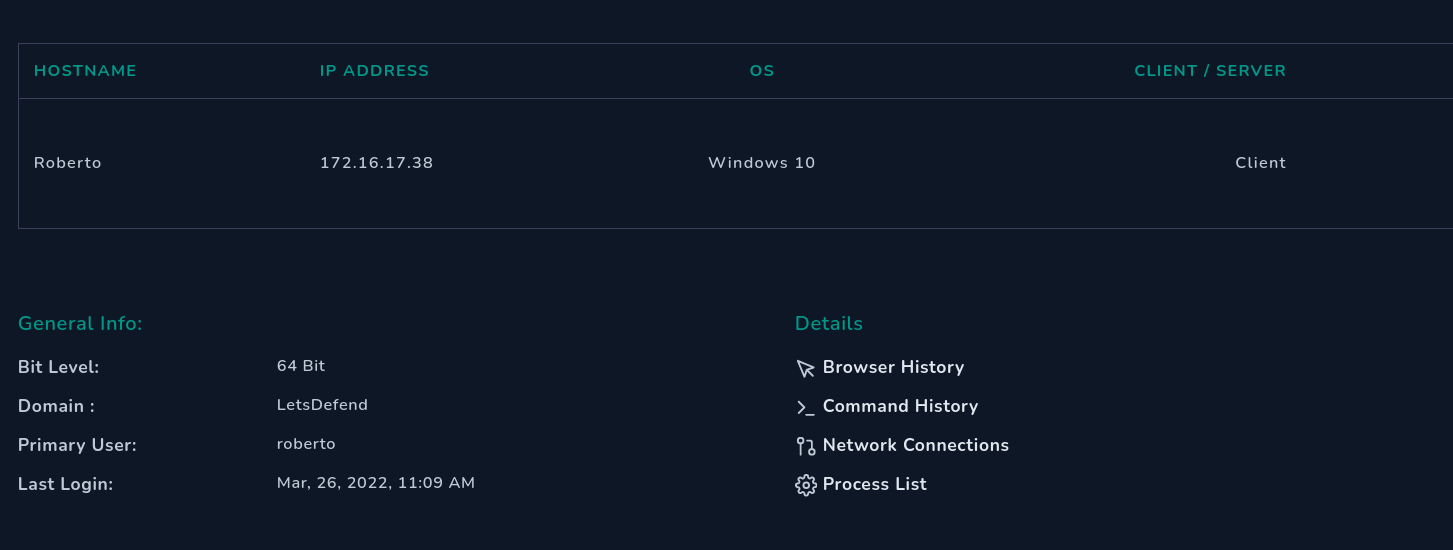 HOSTNAME IP ADDRESS OS CLIENT / SERVER
Roberto 172.16.17.38 Windows 10 Client
General Info: Details
Bit Level: 64 Bit Browser History
Domain : LetsDefend Command History
Primary User: roberto Network Connections
Last Login: Mar, 26, 2022, 11:09 AM Process List